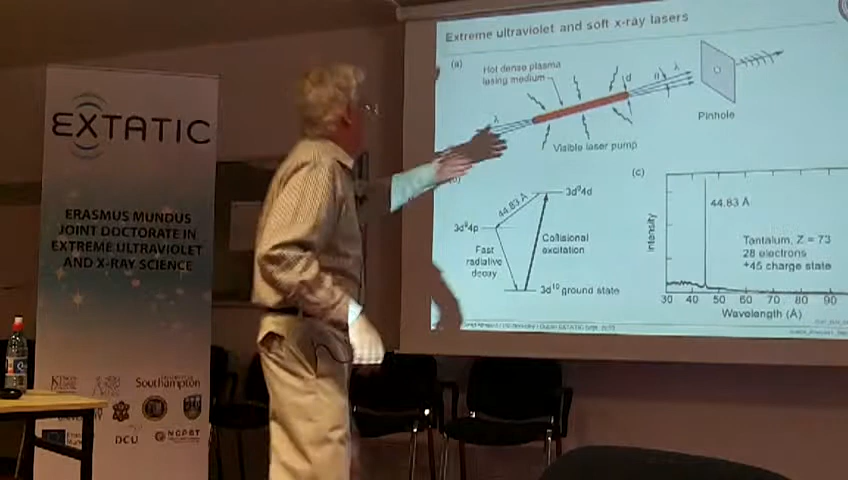 Extreme ultraviolet and soft x-ray lasers
(a)
Hot dense plasma
lasing medium
d
θ
λ
λ
Visible laser pump
Pinhole
44.83 Å
3d⁹4d
3d⁹4p
Fast
radiative
decay
Collisional
excitation
3d¹⁰ ground state
(c)
44.83 Å
Intensity
Tantalum, Z = 73
28 electrons
+45 charge state
30 40 50 60 70 80 90
Wavelength (Å)
EXTATIC
ERASMUS MUNDUS
JOINT DOCTORATE IN
EXTREME ULTRAVIOLET
AND X-RAY SCIENCE
Southampton
DCU